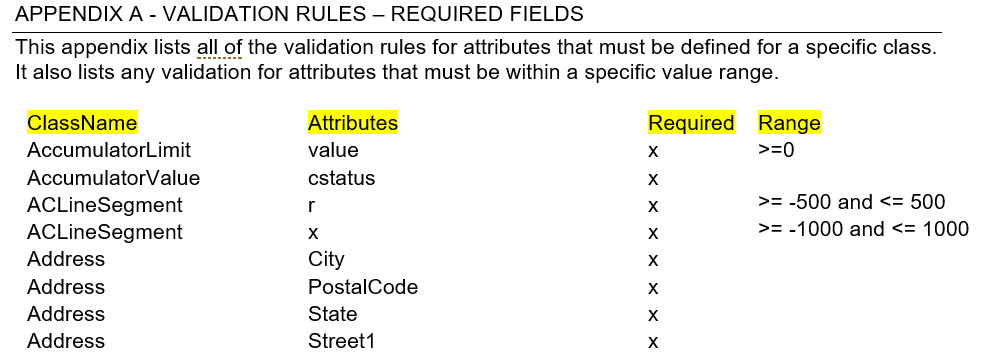 APPENDIX A - VALIDATION RULES – REQUIRED FIELDS
This appendix lists all of the validation rules for attributes that must be defined for a specific class.
It also lists any validation for attributes that must be within a specific value range.
ClassName Attributes Required Range
AccumulatorLimit value x >=0
AccumulatorValue cstatus x
ACLineSegment r x >= -500 and <= 500
ACLineSegment x x >= -1000 and <= 1000
Address City x
Address PostalCode x
Address State x
Address Street1 x